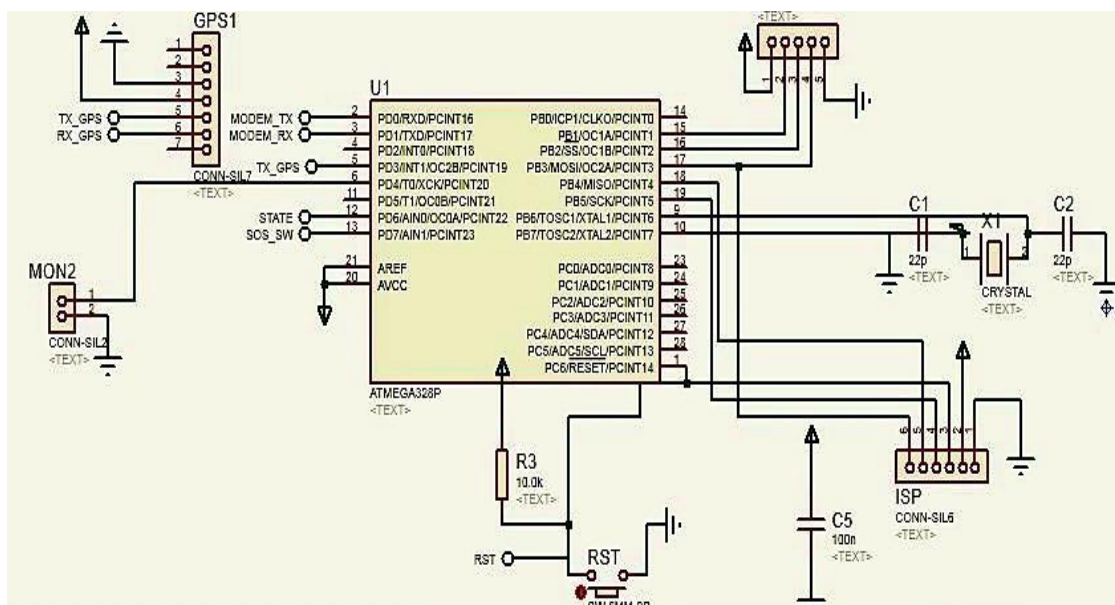 GPS1
1
2
3
4
5
6
7
TX_GPS
RX_GPS
CONN-SIL7
<TEXT>
<TEXT>
1
2
3
4
5
U1
MODEM_TX
MODEM_RX
TX_GPS
STATE
SOS_SW
2 PD0/RXD/PCINT16
3 PD1/TXD/PCINT17
4 PD2/INT0/PCINT18
5 PD3/INT1/OC2B/PCINT19
6 PD4/T0/XCK/PCINT20
11 PD5/T1/OC0B/PCINT21
12 PD6/AIN0/OC0A/PCINT22
13 PD7/AIN1/PCINT23
21 AREF
20 AVCC
PB0/ICP1/CLKO/PCINT0 14
PB1/OC1A/PCINT1 15
PB2/SS/OC1B/PCINT2 16
PB3/MOSI/OC2A/PCINT3 17
PB4/MISO/PCINT4 18
PB5/SCK/PCINT5 19
PB6/TOSC1/XTAL1/PCINT6 9
PB7/TOSC2/XTAL2/PCINT7 10
PC0/ADC0/PCINT8 23
PC1/ADC1/PCINT9 24
PC2/ADC2/PCINT10 25
PC3/ADC3/PCINT11 26
PC4/ADC4/SDA/PCINT12 27
PC5/ADC5/SCL/PCINT13 28
PC6/RESET/PCINT14 1
ATMEGA328P
<TEXT>
MON2
1
2
CONN-SIL2
<TEXT>
C1
22p
<TEXT>
X1
1
2
CRYSTAL
<TEXT>
C2
22p
<TEXT>
R3
10.0k
<TEXT>
RST
RST
C5
100n
<TEXT>
6
5
4
3
2
1
ISP
CONN-SIL6
<TEXT>